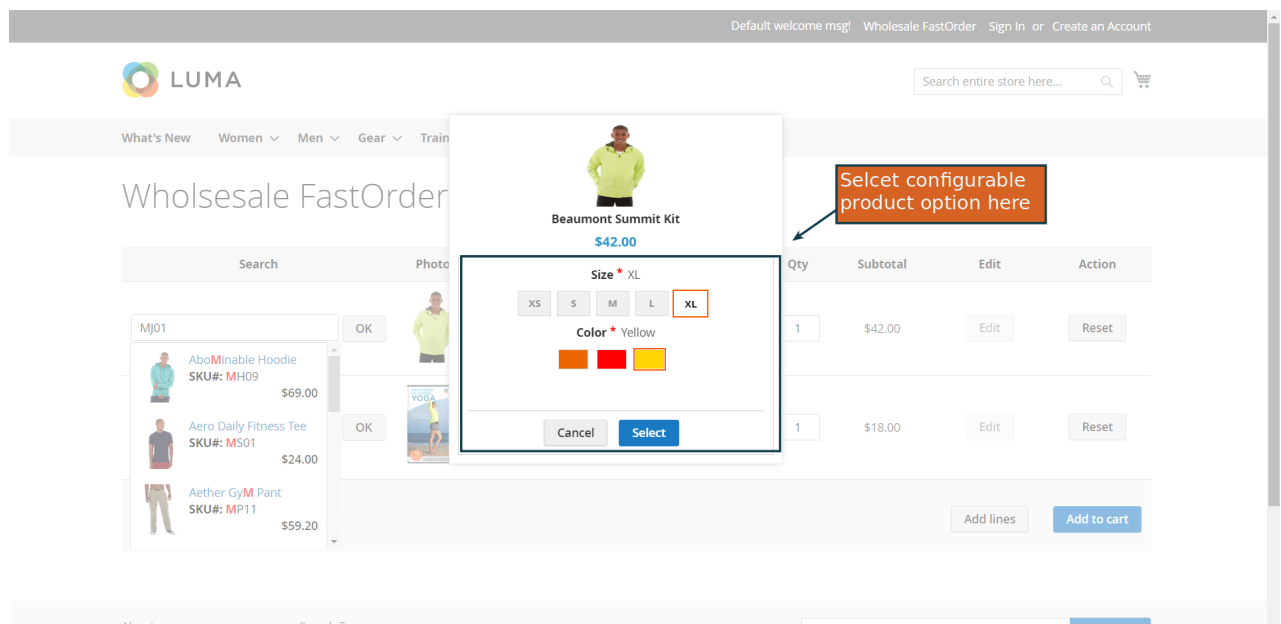 Default welcome msg! Wholesale FastOrder Sign In or Create an Account
LUMA
Search entire store here...
What's New Women Men Gear Train
Wholsesale FastOrder
Selcet configurable
product option here
Beaumont Summit Kit
$42.00
Search Photo Qty Subtotal Edit Action
Size * XL
XS S M L XL
Color * Yellow
Cancel Select
MJ01 OK 1 $42.00 Edit Reset
AboMinable Hoodie
SKU#: MH09
$69.00
YOGA
Aero Daily Fitness Tee
SKU#: MS01
$24.00
OK 1 $18.00 Edit Reset
Aether GyM Pant
SKU#: MP11
$59.20
Add lines Add to cart